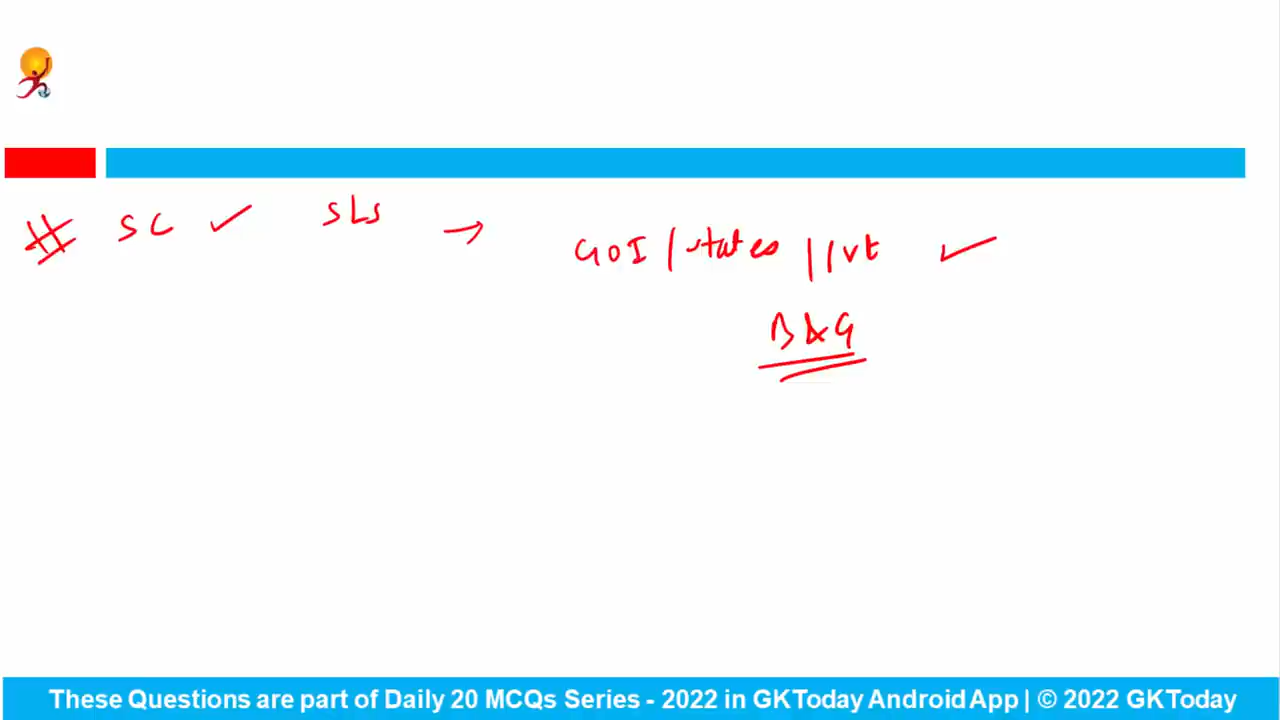 # SC ✓ SLS →
GOI / states / Pvt ✓
B & G
These Questions are part of Daily 20 MCQs Series - 2022 in GKToday Android App | © 2022 GKToday